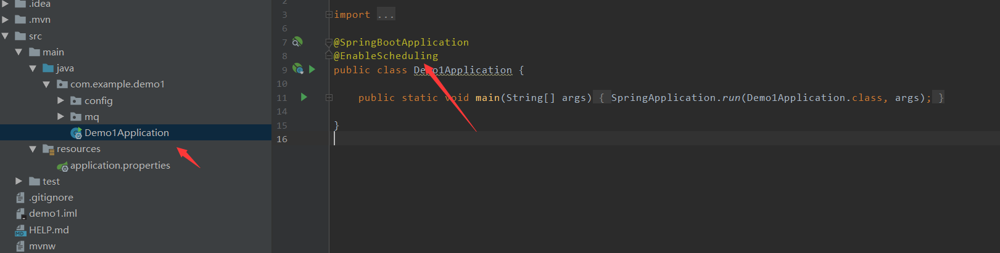 .idea
.mvn
src
main
java
com.example.demo1
config
mq
Demo1Application
resources
application.properties
test
.gitignore
demo1.iml
HELP.md
MD
mvnw
2
3 import ...
6
7 @SpringBootApplication
8 @EnableScheduling
9 public class Demo1Application {
10
11 public static void main(String[] args) { SpringApplication.run(Demo1Application.class, args); }
14
15 }
16